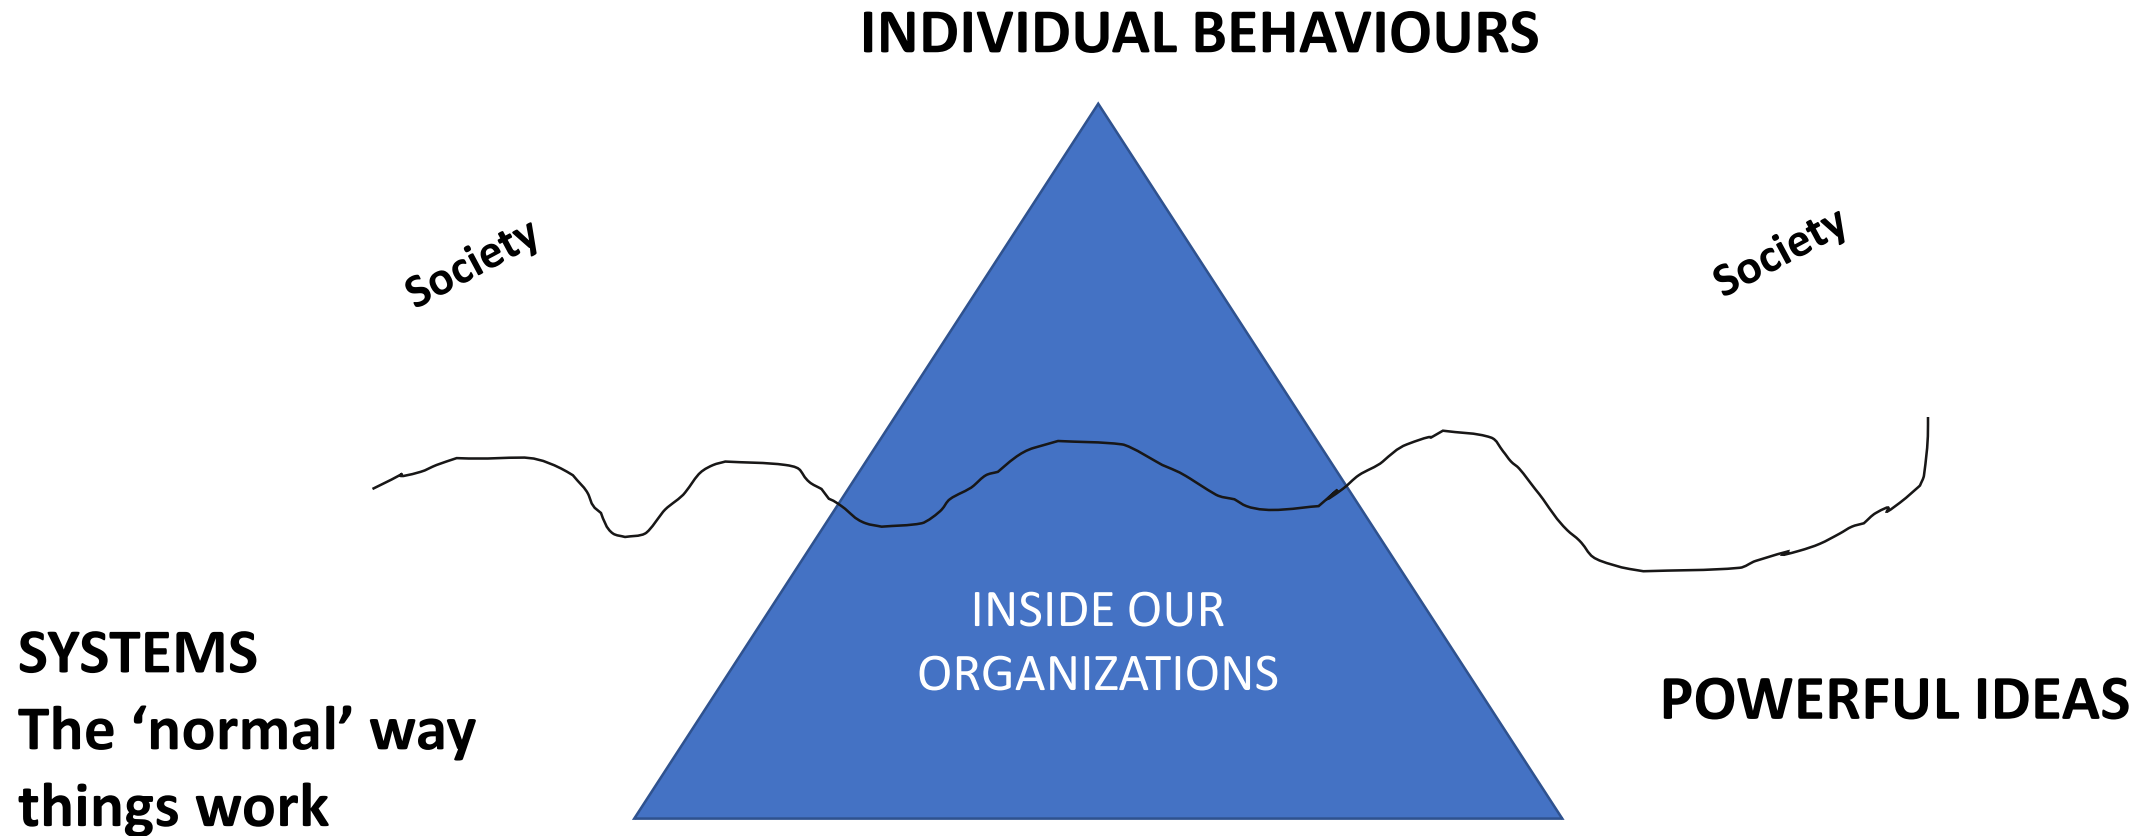 INDIVIDUAL BEHAVIOURS
Society
Society
INSIDE OUR
ORGANIZATIONS
SYSTEMS
The ‘normal’ way
things work
POWERFUL IDEAS